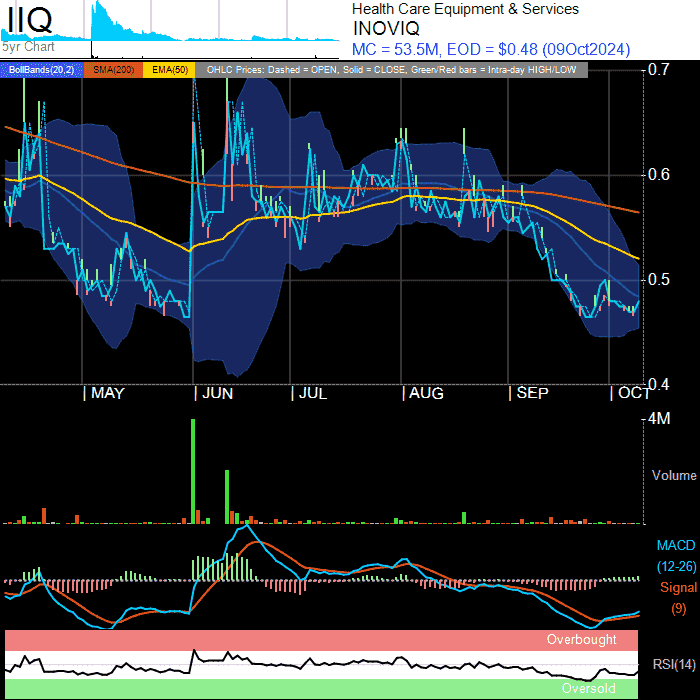 IIQ
5yr Chart
Health Care Equipment & Services
INOVIQ
MC = 53.5M, EOD = $0.48 (09Oct2024)
BollBands(20,2) SMA(200) EMA(50) OHLC Prices: Dashed = OPEN, Solid = CLOSE, Green/Red bars = Intra-day HIGH/LOW
0.7
0.6
0.5
0.4
MAY JUN JUL AUG SEP OCT
4M
Volume
MACD
(12-26)
Signal
(9)
Overbought
RSI(14)
Oversold